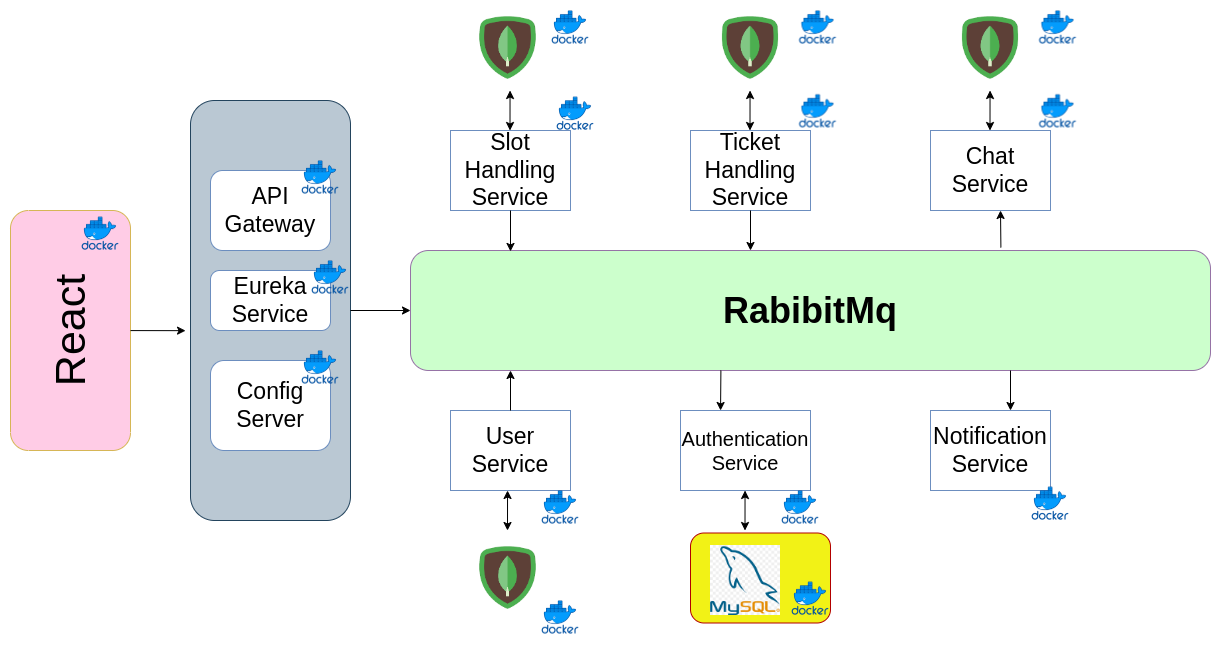 docker
docker
docker
docker
docker
docker
Slot
Handling
Service
Ticket
Handling
Service
Chat
Service
docker
API
Gateway
docker
React
docker
Eureka
Service
docker
Config
Server
RabibitMq
User
Service
Authentication
Service
Notification
Service
docker
docker
docker
docker
MySQL
docker